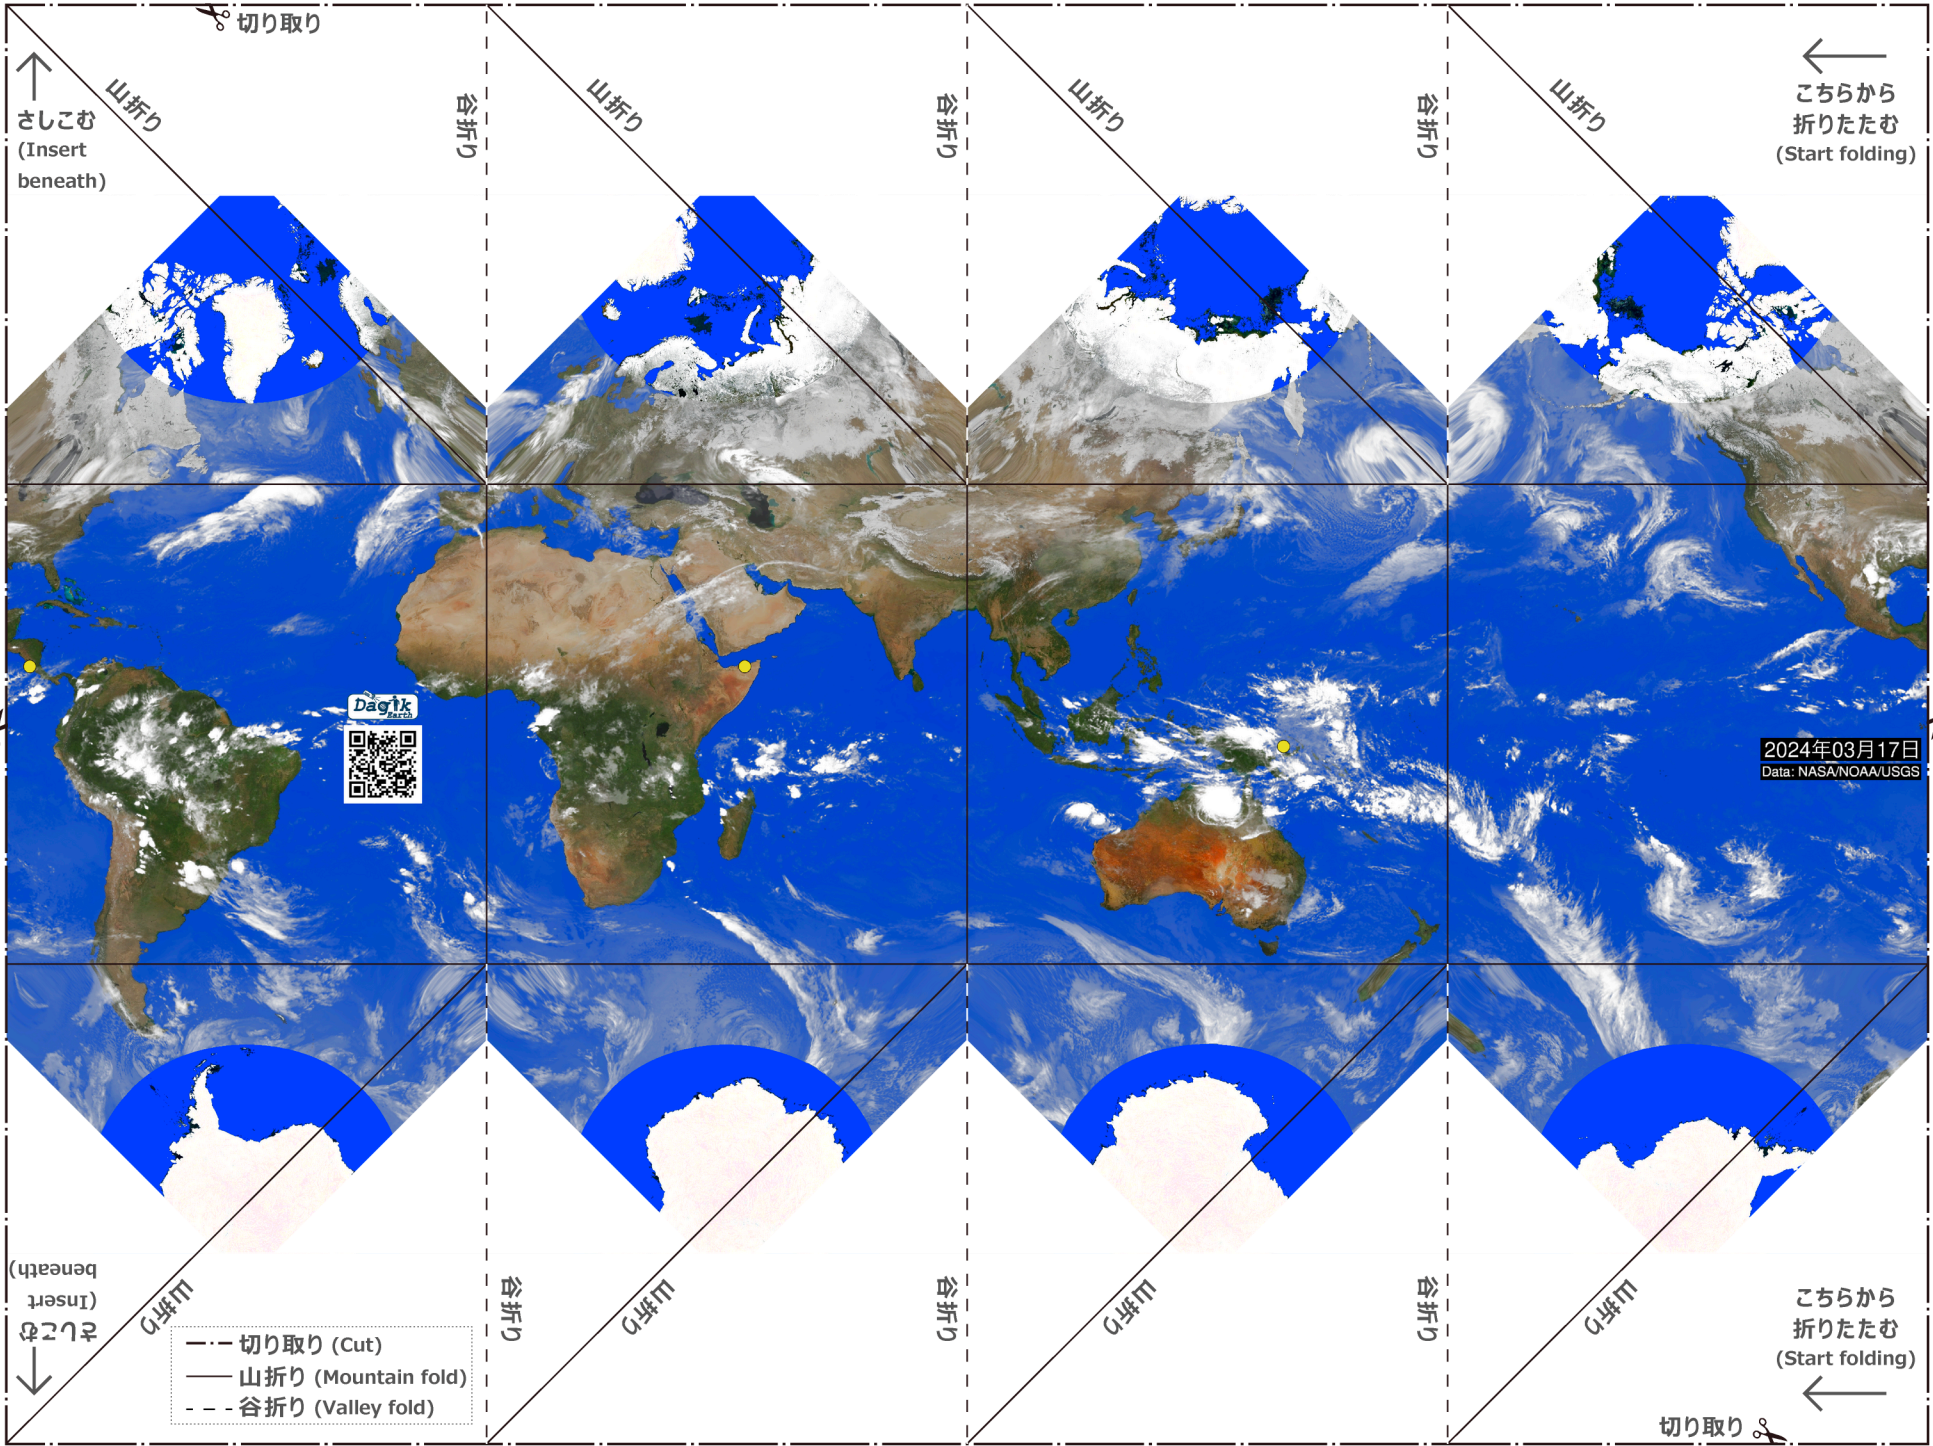 切り取り
さしこむ
(Insert
beneath)
山折り
谷折り
山折り
谷折り
山折り
谷折り
山折り
こちらから
折りたたむ
(Start folding)
Dagik
Earth
2024年03月17日
Data: NASA/NOAA/USGS
さしこむ
(Insert
beneath)
山折り
谷折り
山折り
谷折り
山折り
谷折り
山折り
こちらから
折りたたむ
(Start folding)
切り取り (Cut)
山折り (Mountain fold)
谷折り (Valley fold)
切り取り